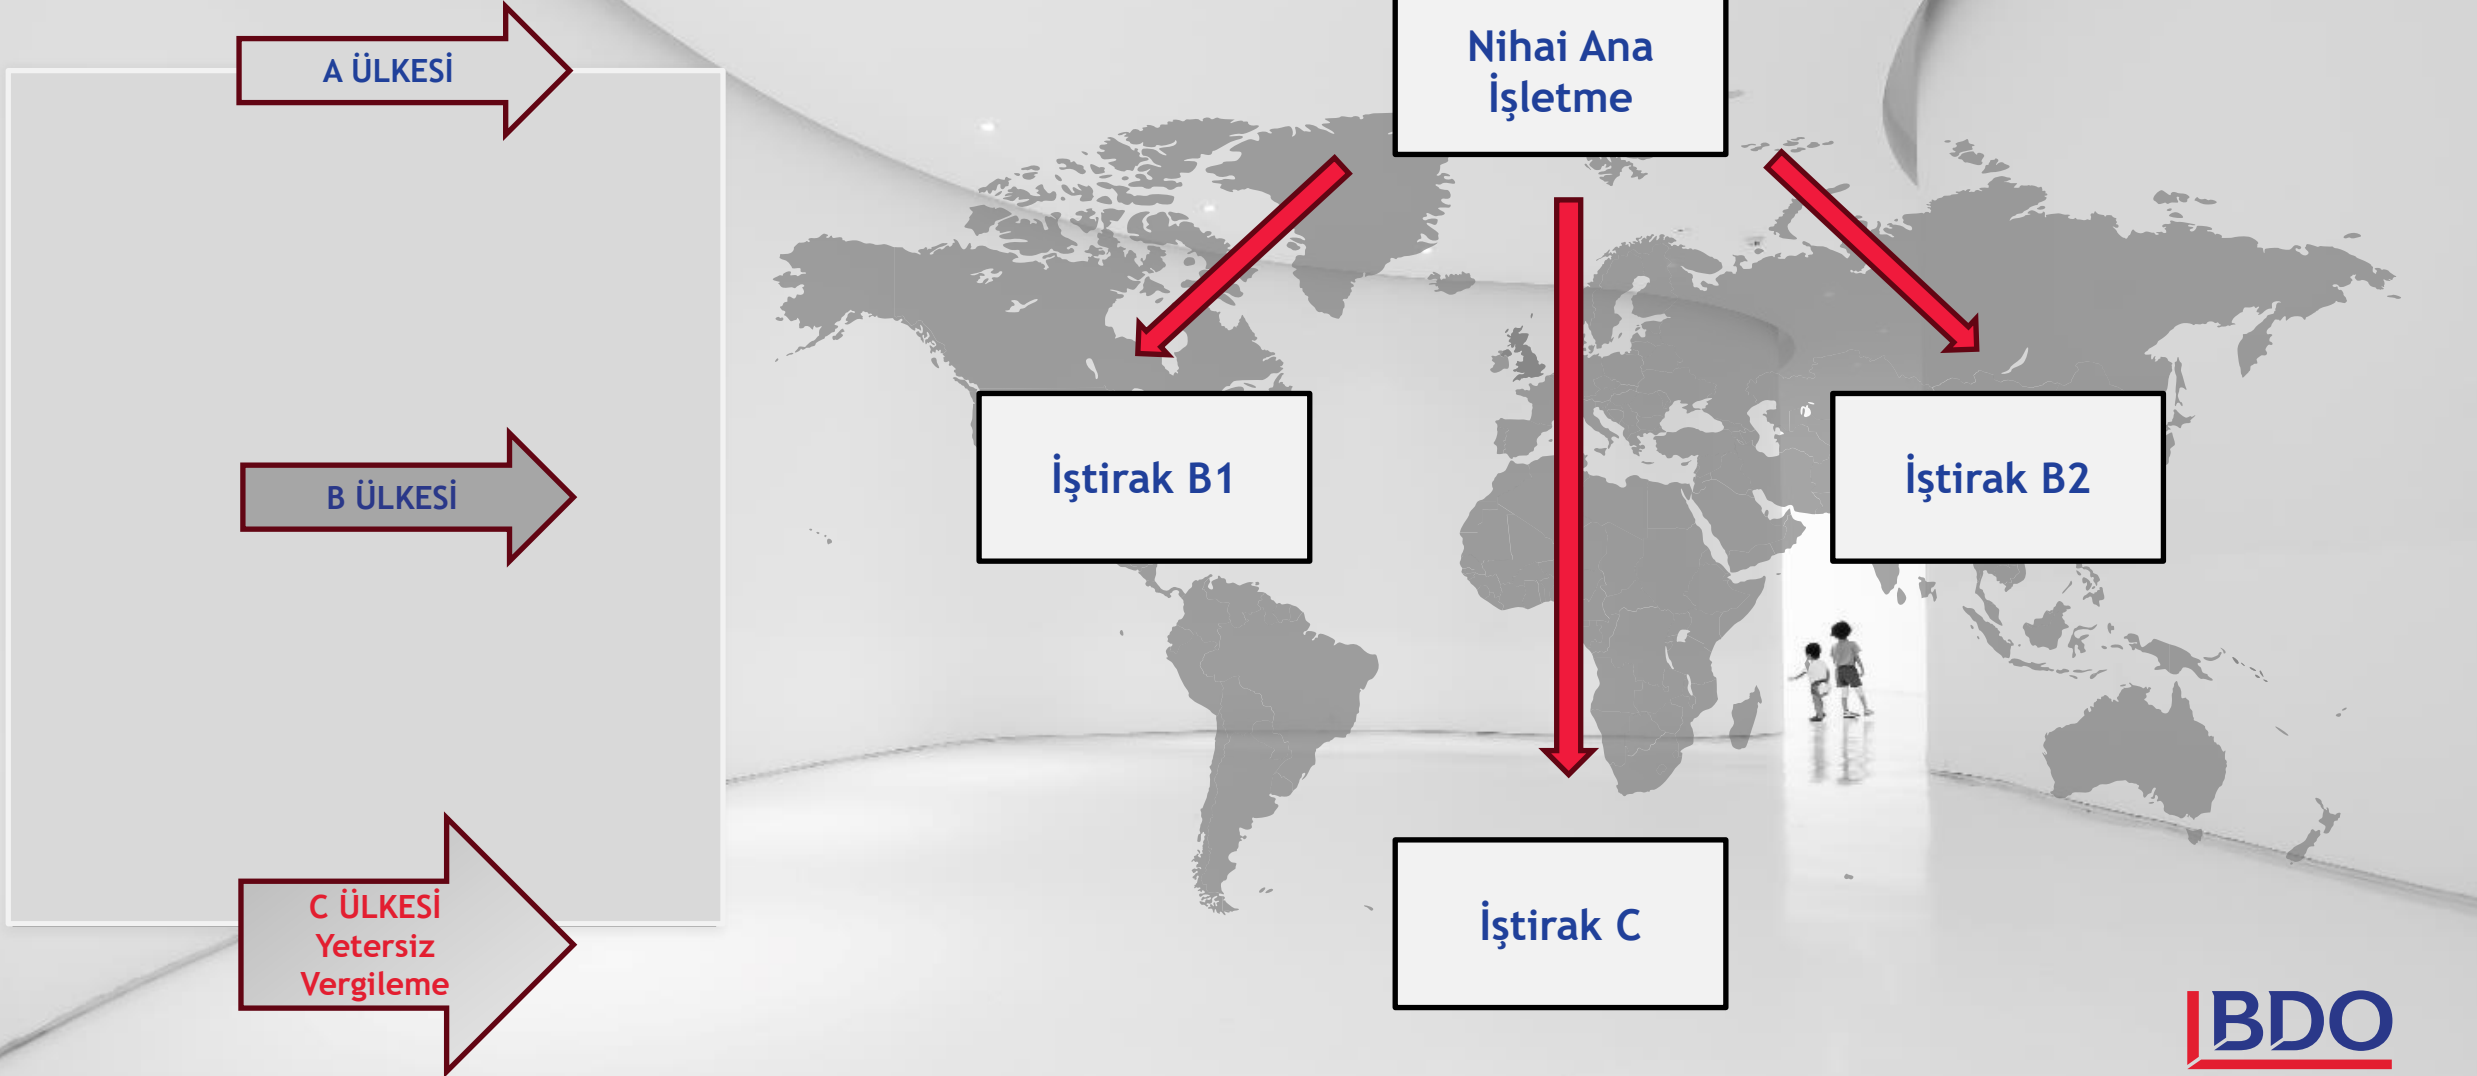 A ÜLKESİ
Nihai Ana
İşletme
B ÜLKESİ
İştirak B1
İştirak B2
C ÜLKESİ
Yetersiz
Vergileme
İştirak C
BDO